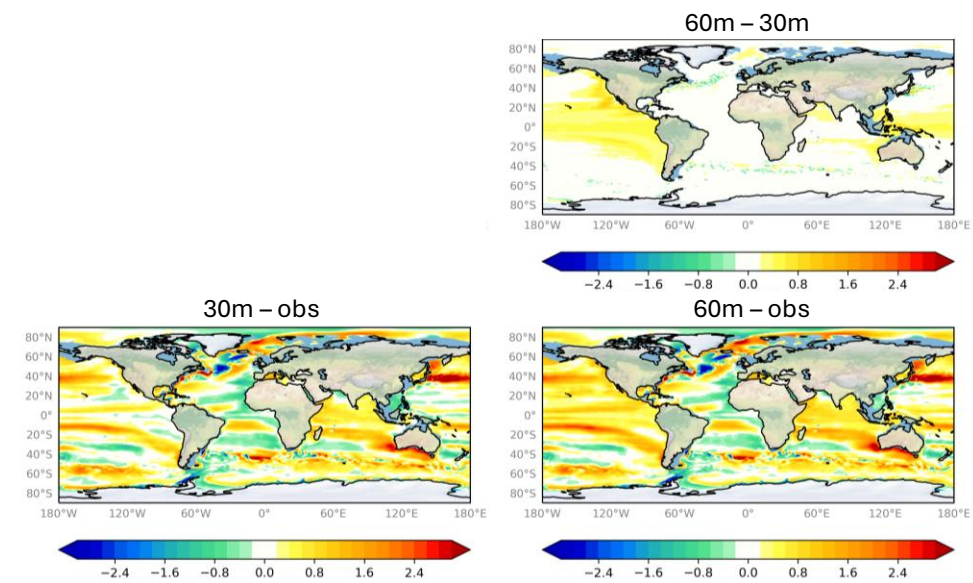 60m – 30m
80°N
60°N
40°N
20°N
0°
20°S
40°S
60°S
80°S
180°W 120°W 60°W 0° 60°E 120°E 180°E
−2.4 −1.6 −0.8 0.0 0.8 1.6 2.4
30m – obs 60m – obs
80°N 80°N
60°N 60°N
40°N 40°N
20°N 20°N
0° 0°
20°S 20°S
40°S 40°S
60°S 60°S
80°S 80°S
180°W 120°W 60°W 0° 60°E 120°E 180°E 180°W 120°W 60°W 0° 60°E 120°E 180°E
−2.4 −1.6 −0.8 0.0 0.8 1.6 2.4 −2.4 −1.6 −0.8 0.0 0.8 1.6 2.4